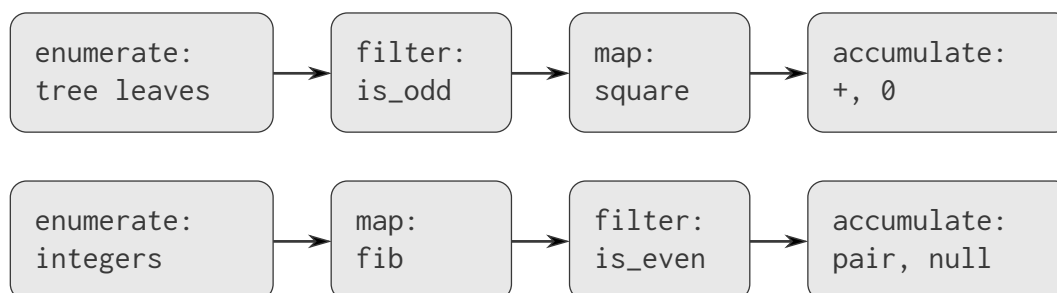 enumerate:
tree leaves
filter:
is_odd
map:
square
accumulate:
+, 0
enumerate:
integers
map:
fib
filter:
is_even
accumulate:
pair, null